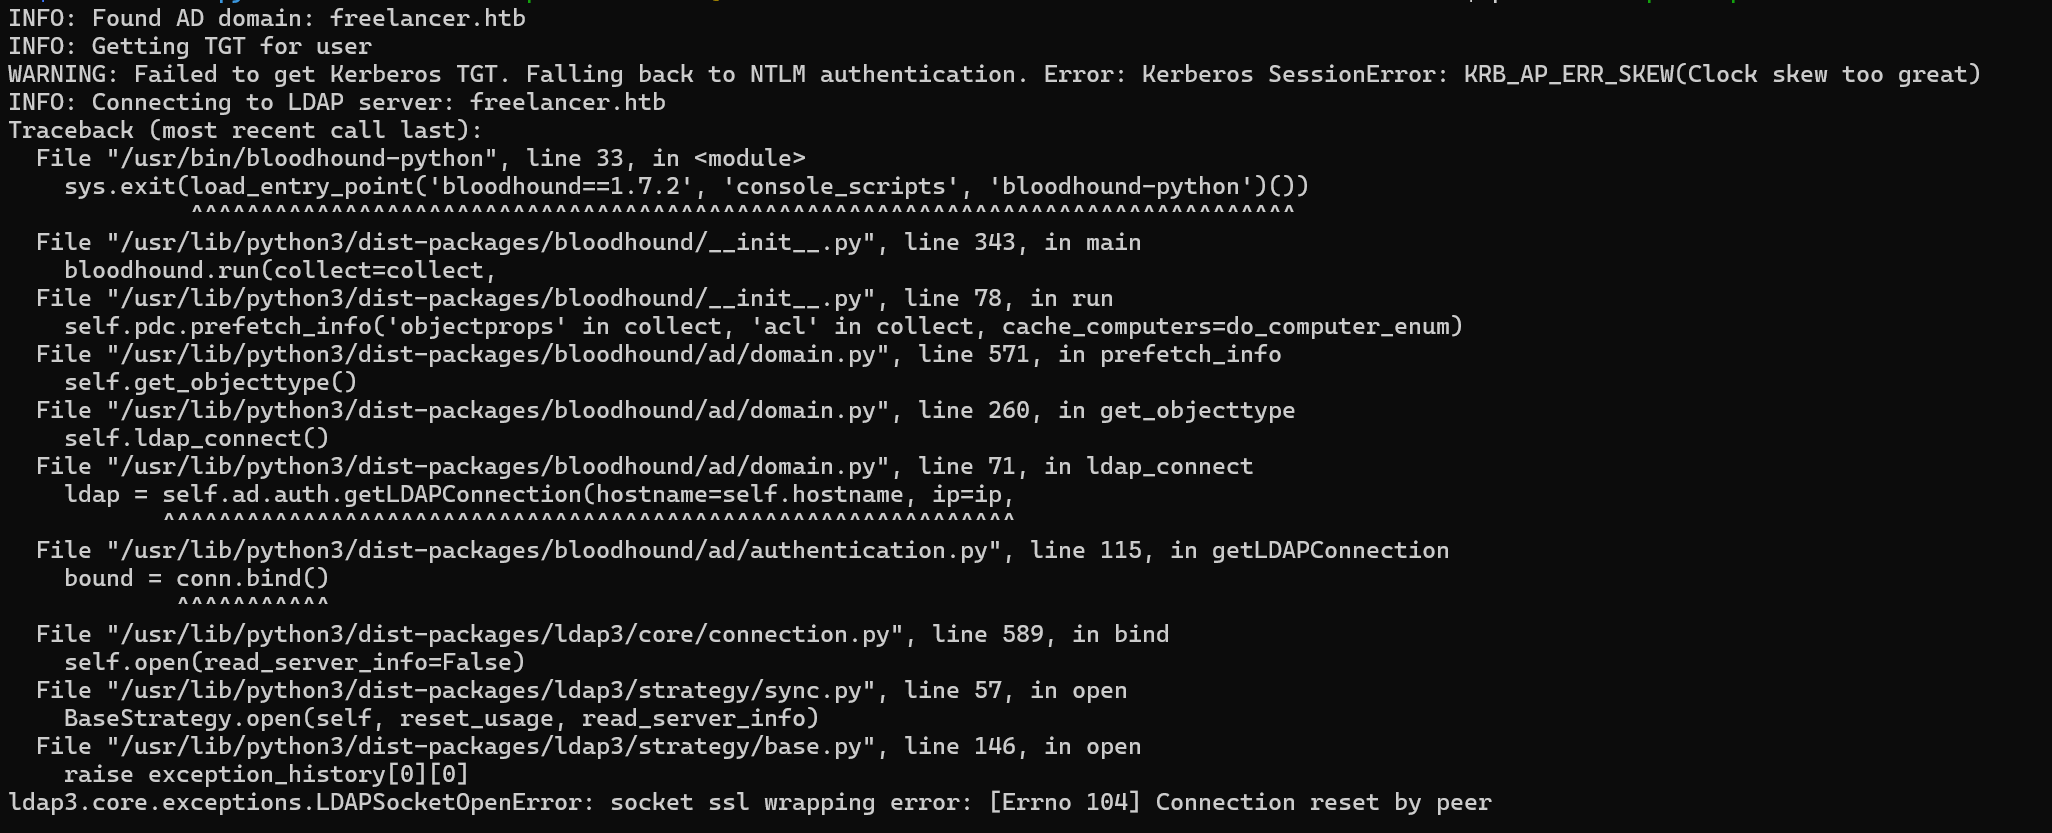 INFO: Found AD domain: freelancer.htb
INFO: Getting TGT for user
WARNING: Failed to get Kerberos TGT. Falling back to NTLM authentication. Error: Kerberos SessionError: KRB_AP_ERR_SKEW(Clock skew too great)
INFO: Connecting to LDAP server: freelancer.htb
Traceback (most recent call last):
  File "/usr/bin/bloodhound-python", line 33, in <module>
    sys.exit(load_entry_point('bloodhound==1.7.2', 'console_scripts', 'bloodhound-python')())
             ^^^^^^^^^^^^^^^^^^^^^^^^^^^^^^^^^^^^^^^^^^^^^^^^^^^^^^^^^^^^^^^^^^^^^^^^^^^^^^^
  File "/usr/lib/python3/dist-packages/bloodhound/__init__.py", line 343, in main
    bloodhound.run(collect=collect,
  File "/usr/lib/python3/dist-packages/bloodhound/__init__.py", line 78, in run
    self.pdc.prefetch_info('objectprops' in collect, 'acl' in collect, cache_computers=do_computer_enum)
  File "/usr/lib/python3/dist-packages/bloodhound/ad/domain.py", line 571, in prefetch_info
    self.get_objecttype()
  File "/usr/lib/python3/dist-packages/bloodhound/ad/domain.py", line 260, in get_objecttype
    self.ldap_connect()
  File "/usr/lib/python3/dist-packages/bloodhound/ad/domain.py", line 71, in ldap_connect
    ldap = self.ad.auth.getLDAPConnection(hostname=self.hostname, ip=ip,
           ^^^^^^^^^^^^^^^^^^^^^^^^^^^^^^^^^^^^^^^^^^^^^^^^^^^^^^^^^^^^^
  File "/usr/lib/python3/dist-packages/bloodhound/ad/authentication.py", line 115, in getLDAPConnection
    bound = conn.bind()
            ^^^^^^^^^^^
  File "/usr/lib/python3/dist-packages/ldap3/core/connection.py", line 589, in bind
    self.open(read_server_info=False)
  File "/usr/lib/python3/dist-packages/ldap3/strategy/sync.py", line 57, in open
    BaseStrategy.open(self, reset_usage, read_server_info)
  File "/usr/lib/python3/dist-packages/ldap3/strategy/base.py", line 146, in open
    raise exception_history[0][0]
ldap3.core.exceptions.LDAPSocketOpenError: socket ssl wrapping error: [Errno 104] Connection reset by peer